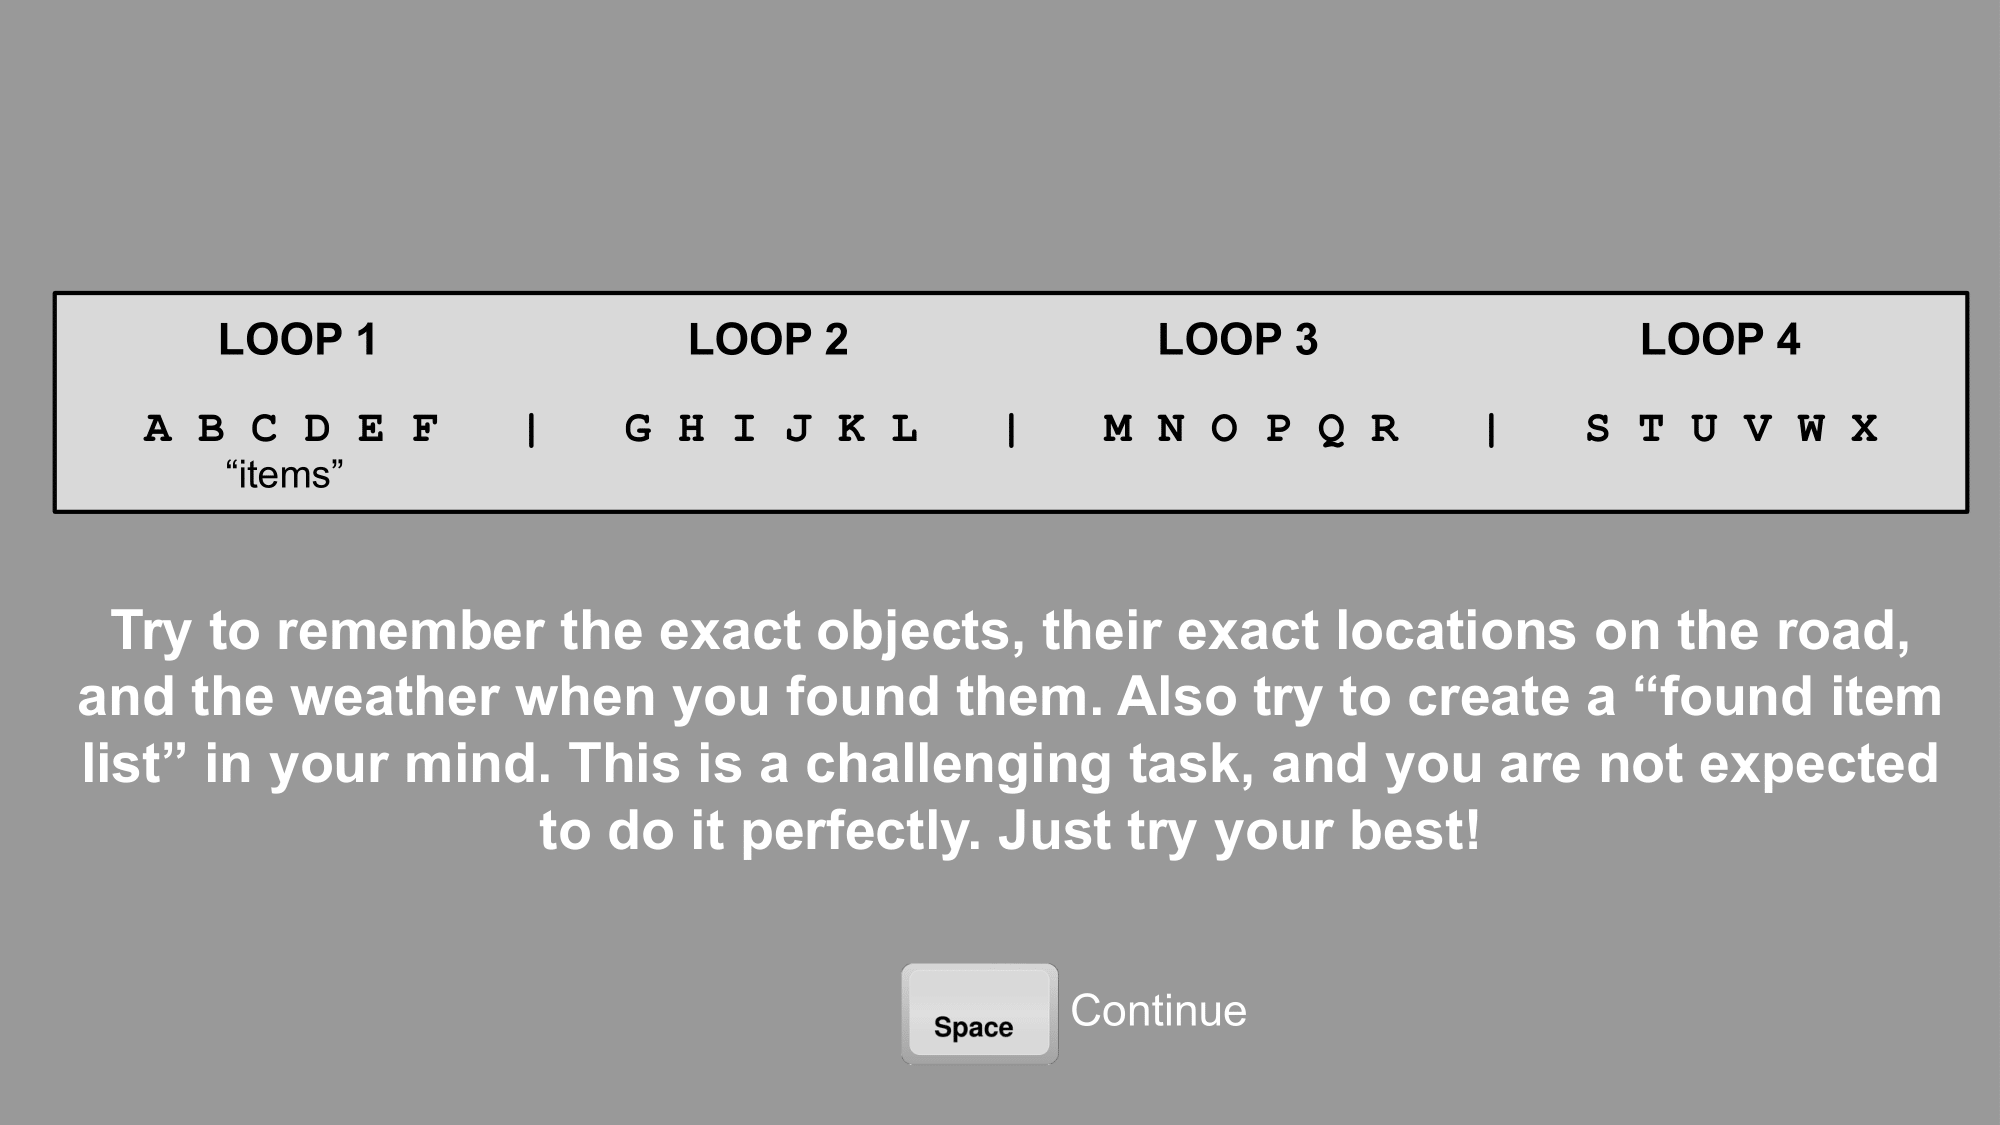 LOOP 1 LOOP 2 LOOP 3 LOOP 4
A B C D E F | G H I J K L | M N O P Q R | S T U V W X
“items”
Try to remember the exact objects, their exact locations on the road,
and the weather when you found them. Also try to create a “found item
list” in your mind. This is a challenging task, and you are not expected
to do it perfectly. Just try your best!
Space Continue